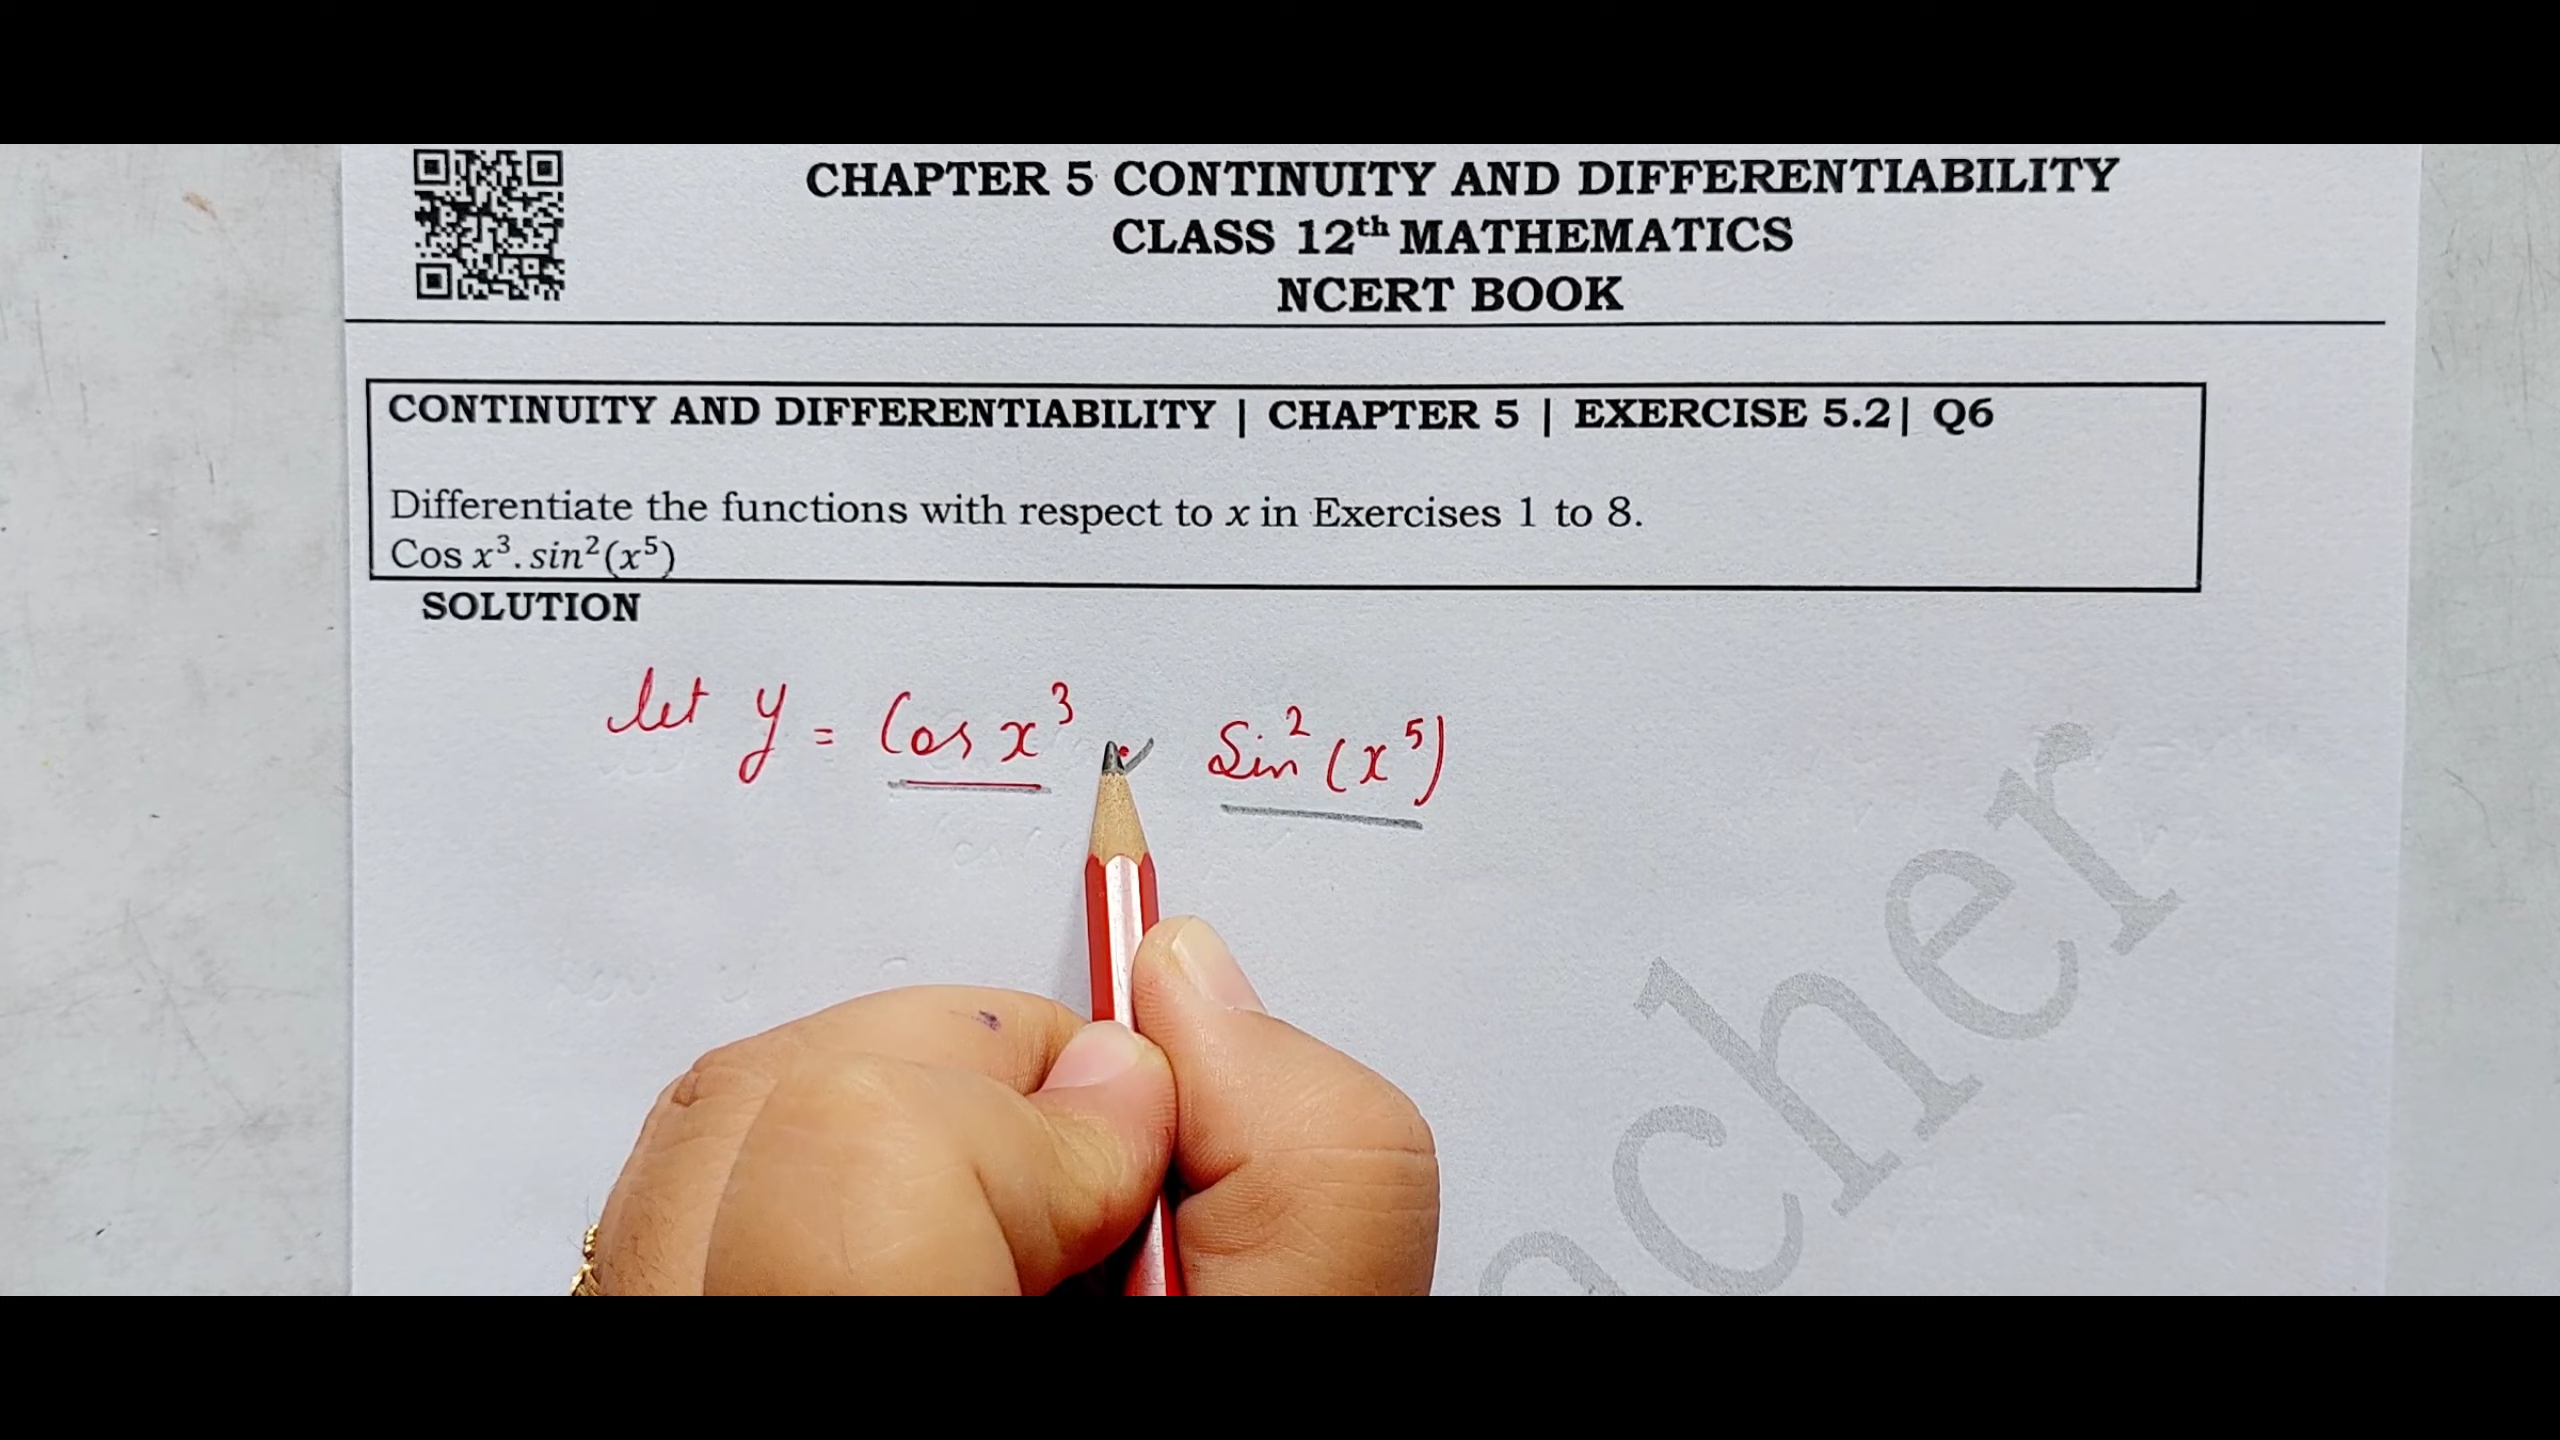 CHAPTER 5 CONTINUITY AND DIFFERENTIABILITY
CLASS 12th MATHEMATICS
NCERT BOOK
CONTINUITY AND DIFFERENTIABILITY | CHAPTER 5 | EXERCISE 5.2| Q6
Differentiate the functions with respect to x in Exercises 1 to 8.
Cos x³. sin²(x⁵)
SOLUTION
let y = Cos x³ . Sin² (x⁵)